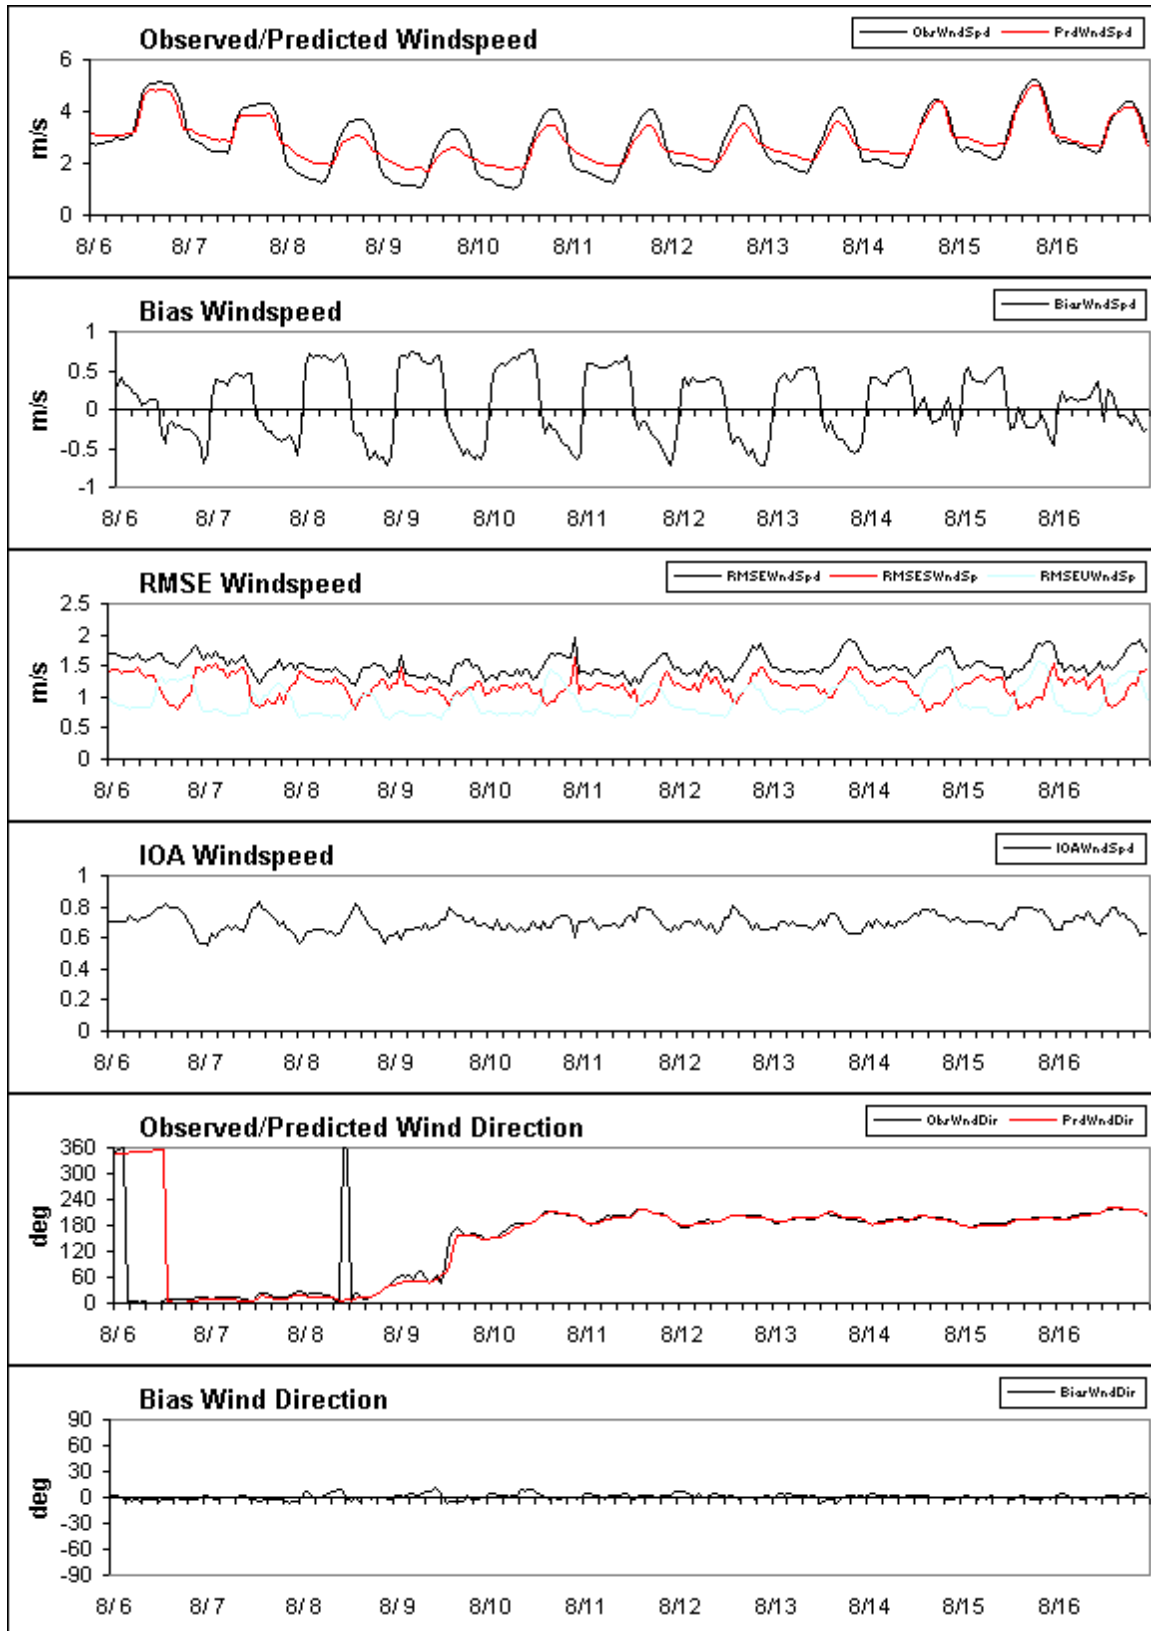 Observed/Predicted Windspeed
ObsWndSpd PrdWndSpd
6
4
2
0
m/s
8/ 6 8/ 7 8/ 8 8/ 9 8/10 8/11 8/12 8/13 8/14 8/15 8/16
Bias Windspeed
BiasWndSpd
1
0.5
0
-0.5
-1
m/s
8/ 6 8/ 7 8/ 8 8/ 9 8/10 8/11 8/12 8/13 8/14 8/15 8/16
RMSE Windspeed
RMSEWndSpd RMSESWndSp RMSEUWndSp
2.5
2
1.5
1
0.5
0
m/s
8/ 6 8/ 7 8/ 8 8/ 9 8/10 8/11 8/12 8/13 8/14 8/15 8/16
IOA Windspeed
IOAWndSpd
1
0.8
0.6
0.4
0.2
0
8/ 6 8/ 7 8/ 8 8/ 9 8/10 8/11 8/12 8/13 8/14 8/15 8/16
Observed/Predicted Wind Direction
ObsWndDir PrdWndDir
360
300
240
180
120
60
0
deg
8/ 6 8/ 7 8/ 8 8/ 9 8/10 8/11 8/12 8/13 8/14 8/15 8/16
Bias Wind Direction
BiasWndDir
90
60
30
0
-30
-60
-90
deg
8/ 6 8/ 7 8/ 8 8/ 9 8/10 8/11 8/12 8/13 8/14 8/15 8/16